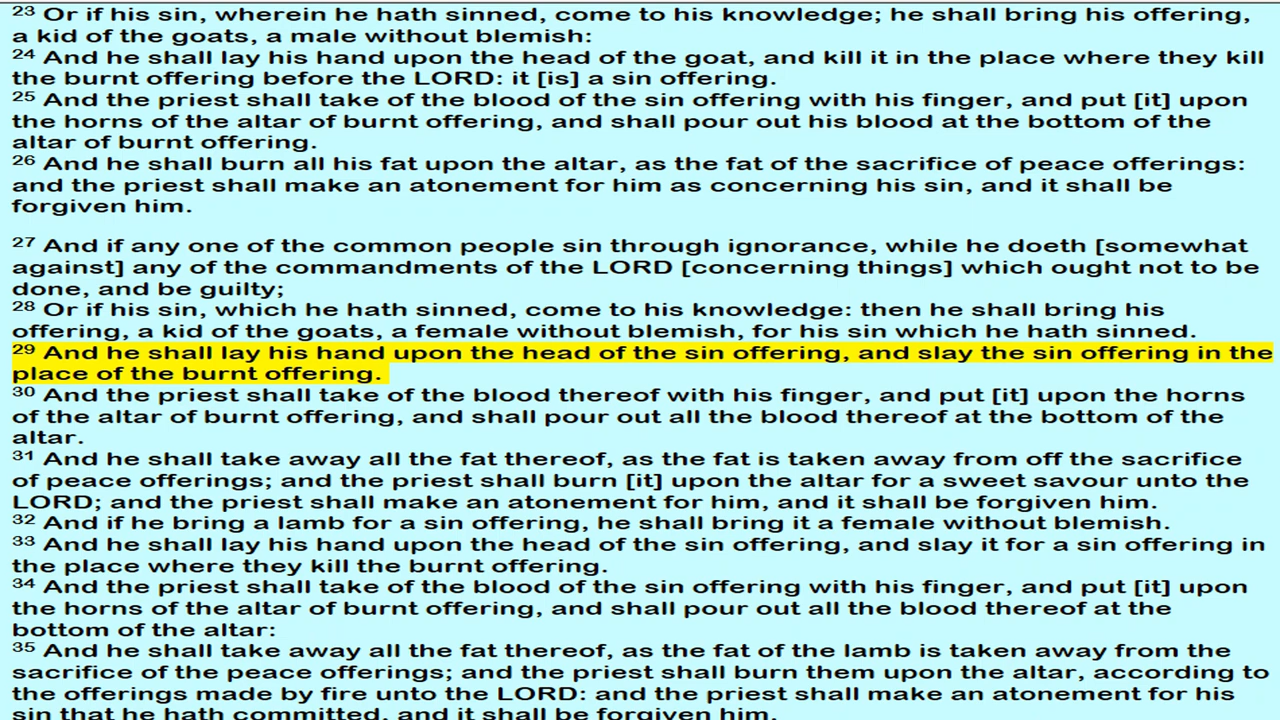 23 Or if his sin, wherein he hath sinned, come to his knowledge; he shall bring his offering,
a kid of the goats, a male without blemish:
24 And he shall lay his hand upon the head of the goat, and kill it in the place where they kill
the burnt offering before the LORD: it [is] a sin offering.
25 And the priest shall take of the blood of the sin offering with his finger, and put [it] upon
the horns of the altar of burnt offering, and shall pour out his blood at the bottom of the
altar of burnt offering.
26 And he shall burn all his fat upon the altar, as the fat of the sacrifice of peace offerings:
and the priest shall make an atonement for him as concerning his sin, and it shall be
forgiven him.
27 And if any one of the common people sin through ignorance, while he doeth [somewhat
against] any of the commandments of the LORD [concerning things] which ought not to be
done, and be guilty;
28 Or if his sin, which he hath sinned, come to his knowledge: then he shall bring his
offering, a kid of the goats, a female without blemish, for his sin which he hath sinned.
29 And he shall lay his hand upon the head of the sin offering, and slay the sin offering in the
place of the burnt offering.
30 And the priest shall take of the blood thereof with his finger, and put [it] upon the horns
of the altar of burnt offering, and shall pour out all the blood thereof at the bottom of the
altar.
31 And he shall take away all the fat thereof, as the fat is taken away from off the sacrifice
of peace offerings; and the priest shall burn [it] upon the altar for a sweet savour unto the
LORD; and the priest shall make an atonement for him, and it shall be forgiven him.
32 And if he bring a lamb for a sin offering, he shall bring it a female without blemish.
33 And he shall lay his hand upon the head of the sin offering, and slay it for a sin offering in
the place where they kill the burnt offering.
34 And the priest shall take of the blood of the sin offering with his finger, and put [it] upon
the horns of the altar of burnt offering, and shall pour out all the blood thereof at the
bottom of the altar:
35 And he shall take away all the fat thereof, as the fat of the lamb is taken away from the
sacrifice of the peace offerings; and the priest shall burn them upon the altar, according to
the offerings made by fire unto the LORD: and the priest shall make an atonement for his
sin that he hath committed, and it shall be forgiven him.